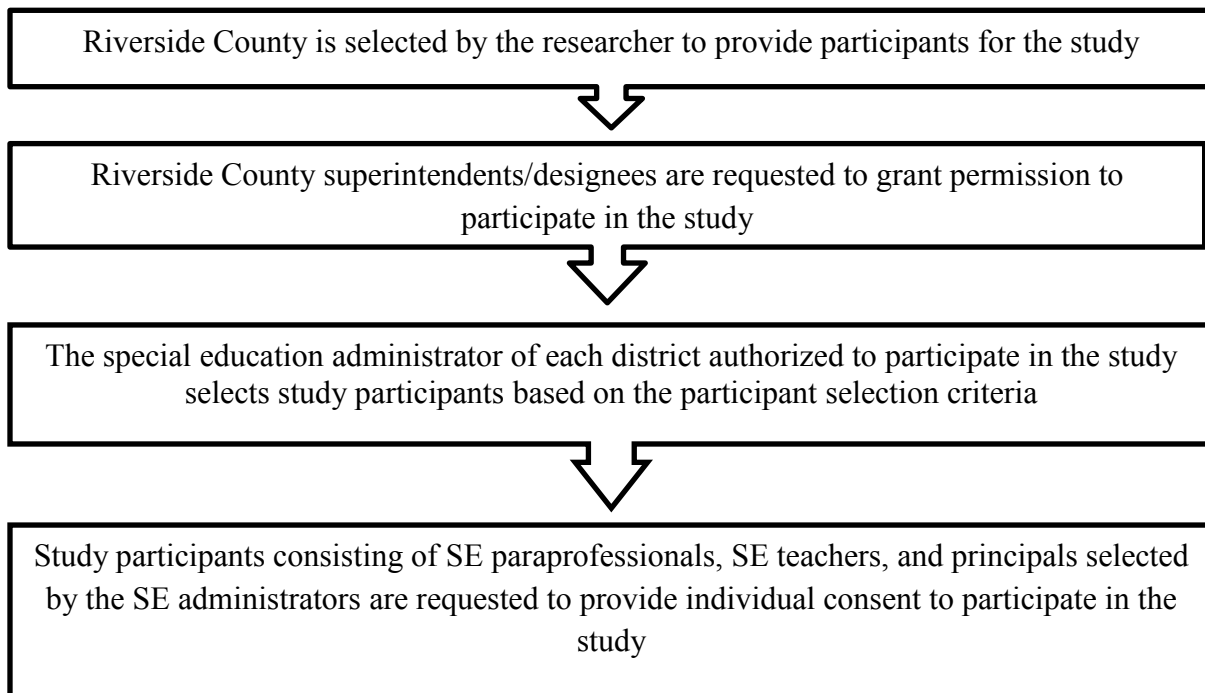 Riverside County is selected by the researcher to provide participants for the study
Riverside County superintendents/designees are requested to grant permission to
participate in the study
The special education administrator of each district authorized to participate in the study
selects study participants based on the participant selection criteria
Study participants consisting of SE paraprofessionals, SE teachers, and principals selected
by the SE administrators are requested to provide individual consent to participate in the
study